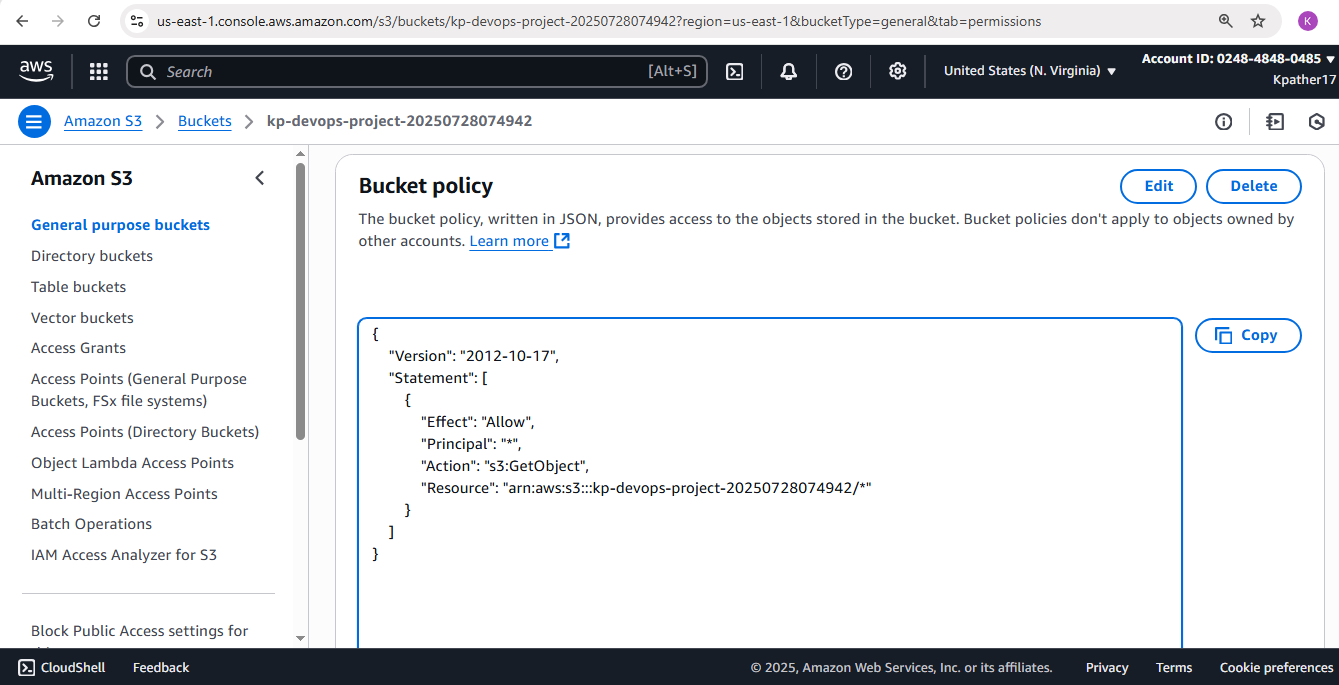 us-east-1.console.aws.amazon.com/s3/buckets/kp-devops-project-20250728074942?region=us-east-1&bucketType=general&tab=permissions
K
aws
Search
[Alt+S]
United States (N. Virginia) ▼
Account ID: 0248-4848-0485 ▼
Kpather17
Amazon S3 > Buckets > kp-devops-project-20250728074942
Amazon S3
General purpose buckets
Directory buckets
Table buckets
Vector buckets
Access Grants
Access Points (General Purpose
Buckets, FSx file systems)
Access Points (Directory Buckets)
Object Lambda Access Points
Multi-Region Access Points
Batch Operations
IAM Access Analyzer for S3
Block Public Access settings for
Bucket policy
Edit
Delete
The bucket policy, written in JSON, provides access to the objects stored in the bucket. Bucket policies don't apply to objects owned by
other accounts. Learn more
{
"Version": "2012-10-17",
"Statement": [
{
"Effect": "Allow",
"Principal": "*",
"Action": "s3:GetObject",
"Resource": "arn:aws:s3:::kp-devops-project-20250728074942/*"
}
]
}
Copy
CloudShell
Feedback
© 2025, Amazon Web Services, Inc. or its affiliates.
Privacy
Terms
Cookie preferences